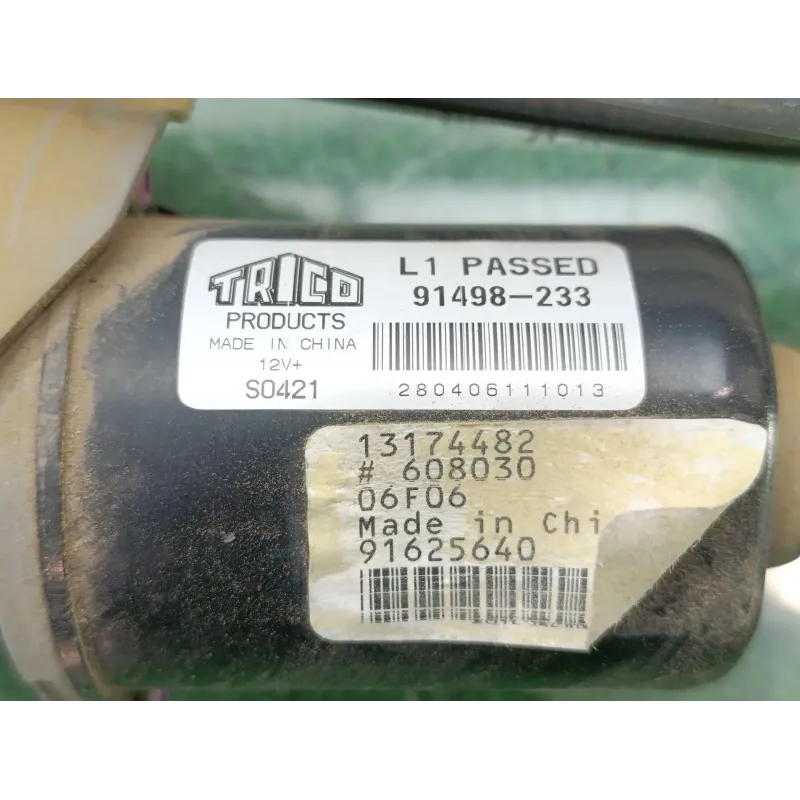 TRICO
PRODUCTS
MADE IN CHINA
12V+
S0421
L1 PASSED
91498-233
280406111013
13174482
# 608030
06F06
Made in Chi
91625640